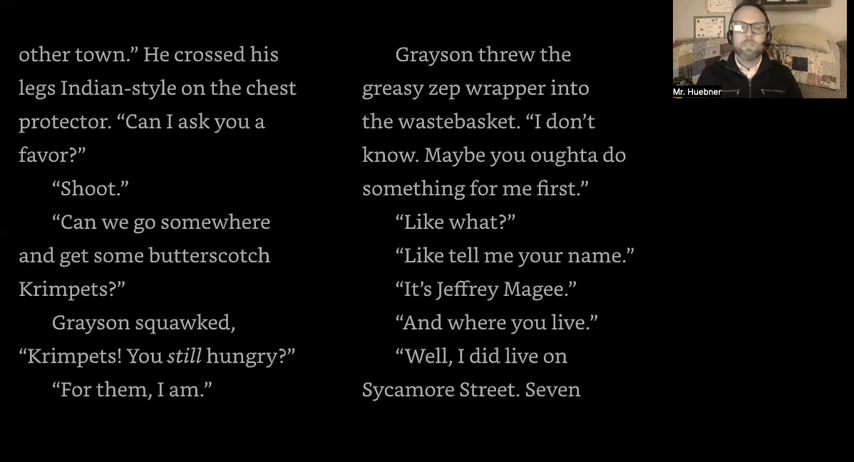 other town.” He crossed his
legs Indian-style on the chest
protector. “Can I ask you a
favor?”
“Shoot.”
“Can we go somewhere
and get some butterscotch
Krimpets?”
Grayson squawked,
“Krimpets! You still hungry?”
“For them, I am.”
Grayson threw the
greasy zep wrapper into
the wastebasket. “I don’t
know. Maybe you oughta do
something for me first.”
“Like what?”
“Like tell me your name.”
“It’s Jeffrey Magee.”
“And where you live.”
“Well, I did live on
Sycamore Street. Seven
Mr. Huebner